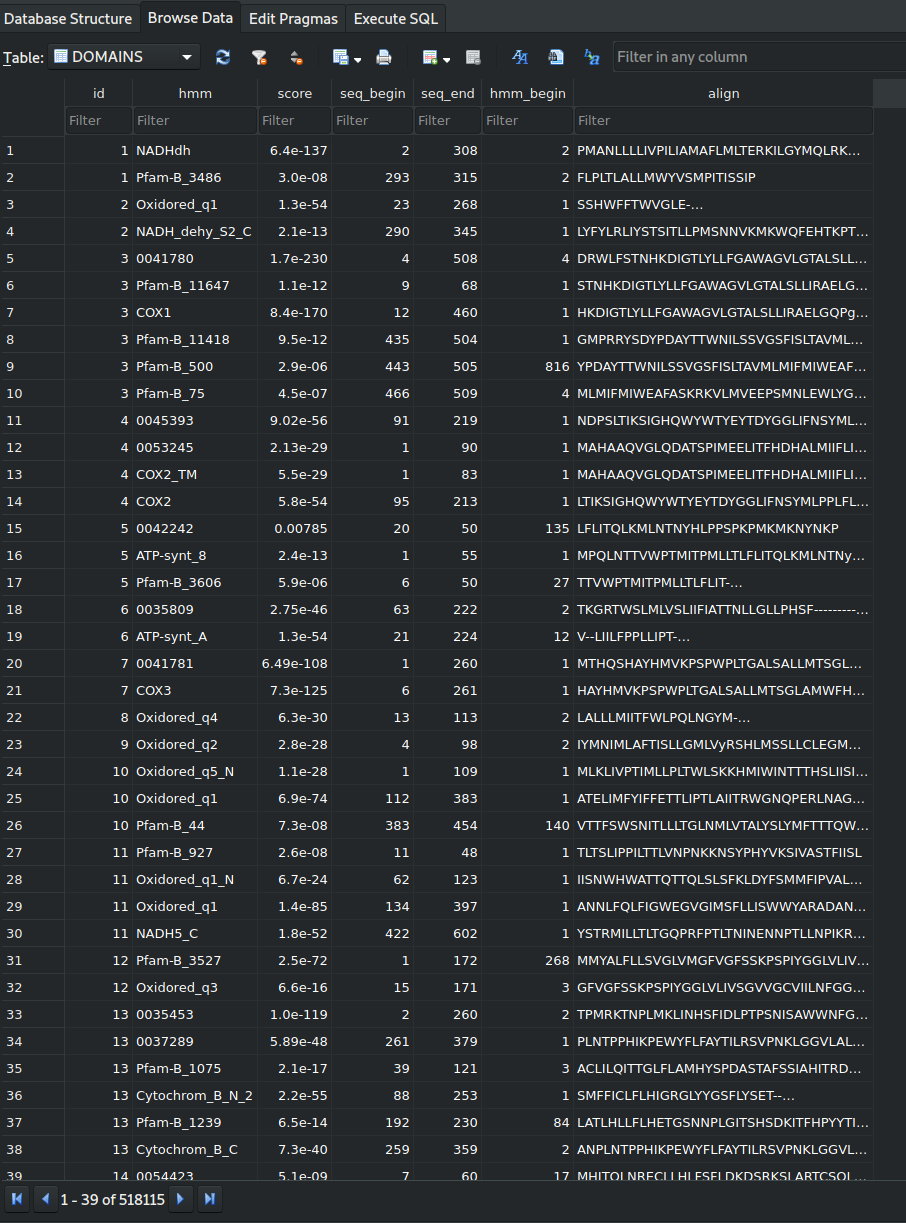 Database Structure Browse Data Edit Pragmas Execute SQL
Table: DOMAINS Filter in any column
id hmm score seq_begin seq_end hmm_begin align
Filter Filter Filter Filter Filter Filter Filter
1 1 NADHdh 6.4e-137 2 308 2 PMANLLLLIVPILIAMAFLMLTERKILGYMQLRK...
2 1 Pfam-B_3486 3.0e-08 293 315 2 FLPLTLALLMWYVSMPITISSIP
3 2 Oxidored_q1 1.3e-54 23 268 1 SSHWFFTWVGLE-...
4 2 NADH_dehy_S2_C 2.1e-13 290 345 1 LYFYLRLIYSTSITLLPMSNNVKMKWQFEHTKPT...
5 3 0041780 1.7e-230 4 508 4 DRWLFSTNHKDIGTLYLLFGAWAGVLGTALSLL...
6 3 Pfam-B_11647 1.1e-12 9 68 1 STNHKDIGTLYLLFGAWAGVLGTALSLLIRAELG...
7 3 COX1 8.4e-170 12 460 1 HKDIGTLYLLFGAWAGVLGTALSLLIRAELGQPg...
8 3 Pfam-B_11418 9.5e-12 435 504 1 GMPRRYSDYPDAYTTWNILSSVGSFISLTAVML...
9 3 Pfam-B_500 2.9e-06 443 505 816 YPDAYTTWNILSSVGSFISLTAVMLMIFMIWEAF...
10 3 Pfam-B_75 4.5e-07 466 509 4 MLMIFMIWEAFASKRKVLMVEEPSMNLEWLYG...
11 4 0045393 9.02e-56 91 219 1 NDPSLTIKSIGHQWYWTYEYTDYGGLIFNSYML...
12 4 0053245 2.13e-29 1 90 1 MAHAAQVGLQDATSPIMEELITFHDHALMIIFLI...
13 4 COX2_TM 5.5e-29 1 83 1 MAHAAQVGLQDATSPIMEELITFHDHALMIIFLI...
14 4 COX2 5.8e-54 95 213 1 LTIKSIGHQWYWTYEYTDYGGLIFNSYMLPPLFL...
15 5 0042242 0.00785 20 50 135 LFLITQLKMLNTNYHLPPSPKPMKMKNYNKP
16 5 ATP-synt_8 2.4e-13 1 55 1 MPQLNTTVWPTMITPMLLTLFLITQLKMLNTNy...
17 5 Pfam-B_3606 5.9e-06 6 50 27 TTVWPTMITPMLLTLFLIT-...
18 6 0035809 2.75e-46 63 222 2 TKGRTWSLMLVSLIIFIATTNLLGLLPHSF---------...
19 6 ATP-synt_A 1.3e-54 21 224 12 V--LIILFPPLLIPT-...
20 7 0041781 6.49e-108 1 260 1 MTHQSHAYHMVKPSPWPLTGALSALLMTSGL...
21 7 COX3 7.3e-125 6 261 1 HAYHMVKPSPWPLTGALSALLMTSGLAMWFH...
22 8 Oxidored_q4 6.3e-30 13 113 2 LALLLMIITFWLPQLNGYM-...
23 9 Oxidored_q2 2.8e-28 4 98 2 IYMNIMLAFTISLLGMLVyRSHLMSSLLCLEGM...
24 10 Oxidored_q5_N 1.1e-28 1 109 1 MLKLIVPTIMLLPLTWLSKKHMIWINTTTHSLIISI...
25 10 Oxidored_q1 6.9e-74 112 383 1 ATELIMFYIFFETTLIPTLAIITRWGNQPERLNAG...
26 10 Pfam-B_44 7.3e-08 383 454 140 VTTFSWSNITLLLTGLNMLVTALYSLYMFTTTQW...
27 11 Pfam-B_927 2.6e-08 11 48 1 TLTSLIPPILTTLVNPNKKNSYPHYVKSIVASTFIISL
28 11 Oxidored_q1_N 6.7e-24 62 123 1 IISNWHWATTQTTQLSLSFKLDYFSMMFIPVAL...
29 11 Oxidored_q1 1.4e-85 134 397 1 ANNLFQLFIGWEGVGIMSFLLISWWYARADAN...
30 11 NADH5_C 1.8e-52 422 602 1 YSTRMILLTLTGQPRFPTLTNINENNPTLLNPIKR...
31 12 Pfam-B_3527 2.5e-72 1 172 268 MMYALFLLSVGLVMGFVGFSSKPSPIYGGLVLIV...
32 12 Oxidored_q3 6.6e-16 15 171 3 GFVGFSSKPSPIYGGLVLIVSGVVGCVIILNFGG...
33 13 0035453 1.0e-119 2 260 2 TPMRKTNPLMKLINHSFIDLPTPSNISAWWNFG...
34 13 0037289 5.89e-48 261 379 1 PLNTPPHIKPEWYFLFAYTILRSVPNKLGGVLAL...
35 13 Pfam-B_1075 2.1e-17 39 121 3 ACLILQITTGLFLAMHYSPDASTAFSSIAHITRD...
36 13 Cytochrom_B_N_2 2.2e-55 88 253 1 SMFFICLFLHIGRGLYYGSFLYSET--...
37 13 Pfam-B_1239 6.5e-14 192 230 84 LATLHLLFLHETGSNNPLGITSHSDKITFHPYYTI...
38 13 Cytochrom_B_C 7.3e-40 259 359 2 ANPLNTPPHIKPEWYFLFAYTILRSVPNKLGGVL...
39 14 0054423 5.1e-09 7 60 17 MHITQLNRECLLHLFSFLDKDSRKSLARTCSQL...
1 - 39 of 518115